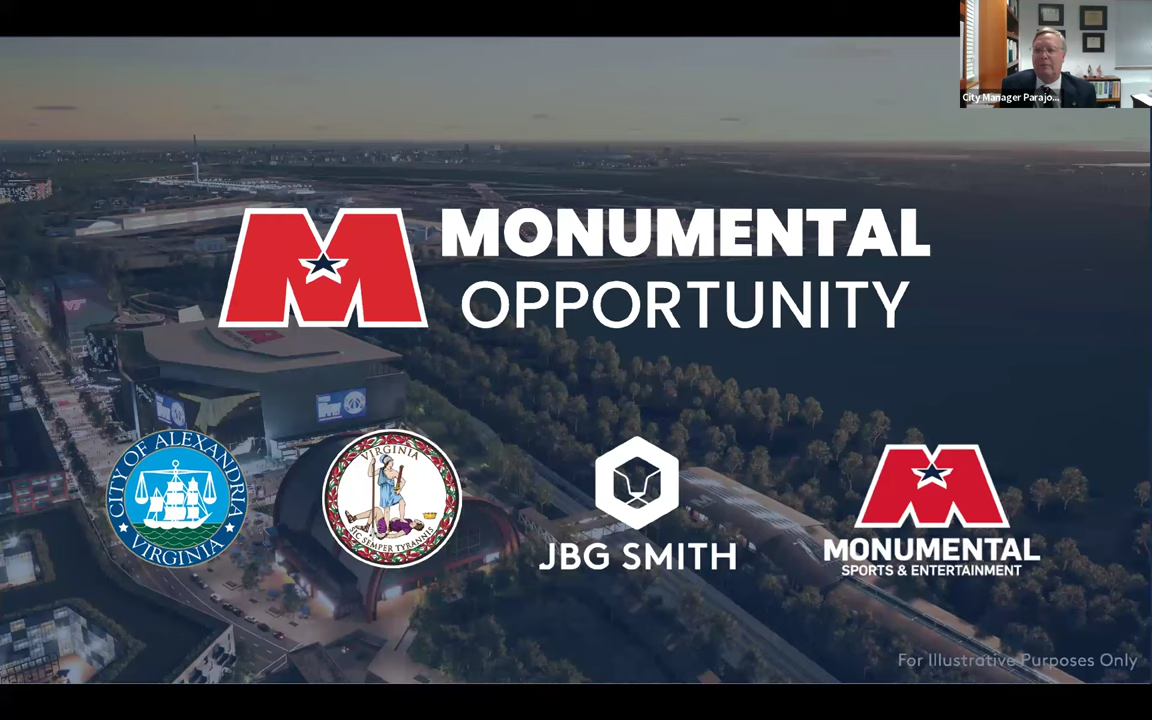 City Manager Parajo...
MONUMENTAL
OPPORTUNITY
CITY OF ALEXANDRIA
VIRGINIA
VIRGINIA
SIC SEMPER TYRANNIS
JBG SMITH
MONUMENTAL
SPORTS & ENTERTAINMENT
For Illustrative Purposes Only